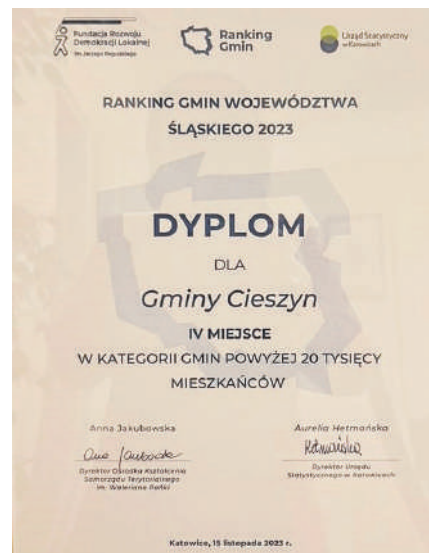 Fundacja Rozwoju
Demokracji Lokalnej
im. Jerzego Regulskiego
Ranking
Gmin
Urząd Statystyczny
w Katowicach
RANKING GMIN WOJEWÓDZTWA
ŚLĄSKIEGO 2023
DYPLOM
DLA
Gminy Cieszyn
IV MIEJSCE
W KATEGORII GMIN POWYŻEJ 20 TYSIĘCY
MIESZKAŃCÓW
Anna Jakubowska
Dyrektor Ośrodka Kształcenia
Samorządu Terytorialnego
im. Waleriana Pańki
Aurelia Hetmańska
Hetmańska
Dyrektor Urzędu
Statystycznego w Katowicach
Katowice, 15 listopada 2023 r.